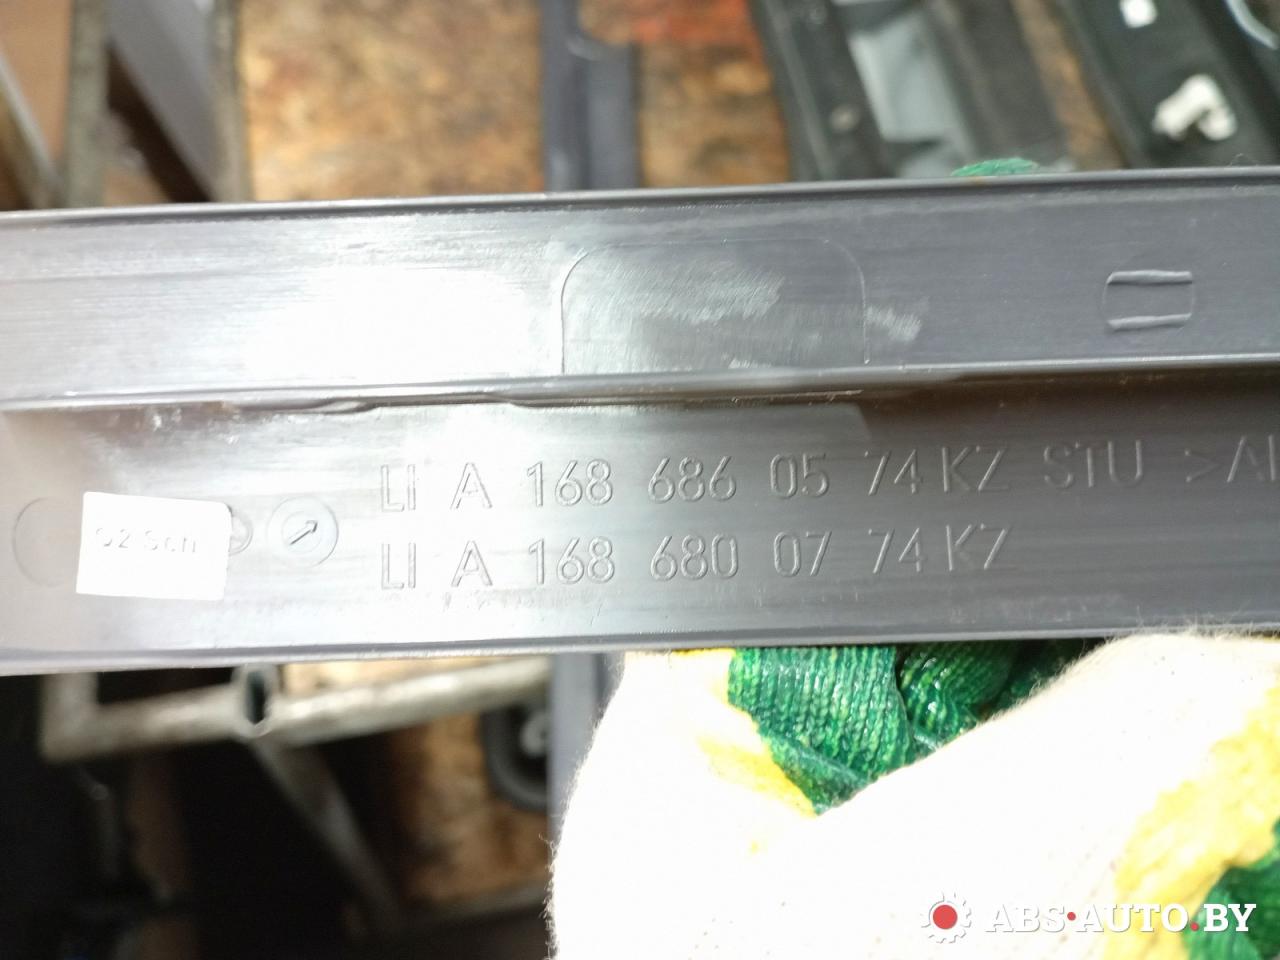 LI A 168 686 05 74 KZ STU >A
LI A 168 680 07 74 KZ
ABS·AUTO.BY